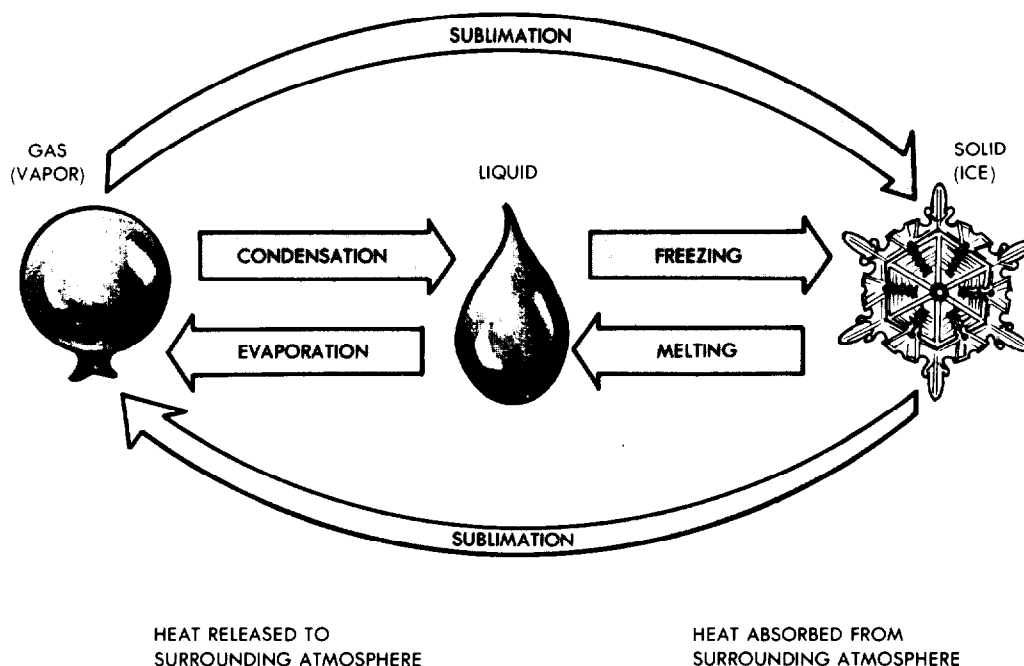 SUBLIMATION
GAS
(VAPOR)
LIQUID
SOLID
(ICE)
CONDENSATION
FREEZING
EVAPORATION
MELTING
SUBLIMATION
HEAT RELEASED TO
SURROUNDING ATMOSPHERE
HEAT ABSORBED FROM
SURROUNDING ATMOSPHERE